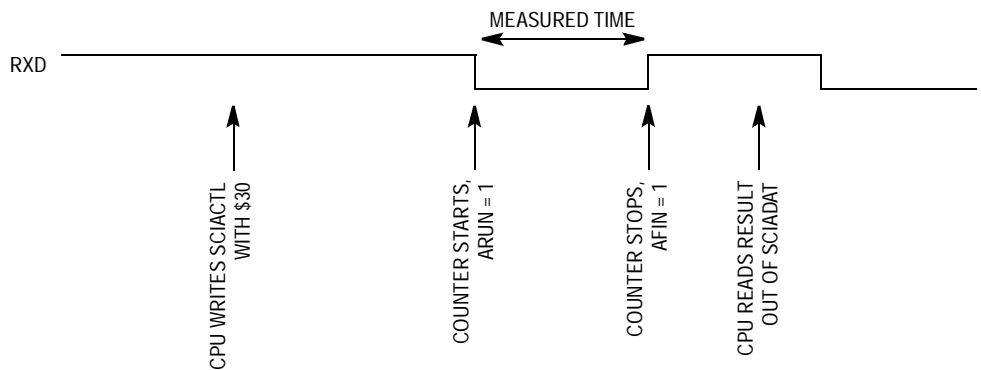 MEASURED TIME
RXD
CPU WRITES SCIACTL
WITH $30
COUNTER STARTS,
ARUN = 1
COUNTER STOPS,
AFIN = 1
CPU READS RESULT
OUT OF SCIADAT